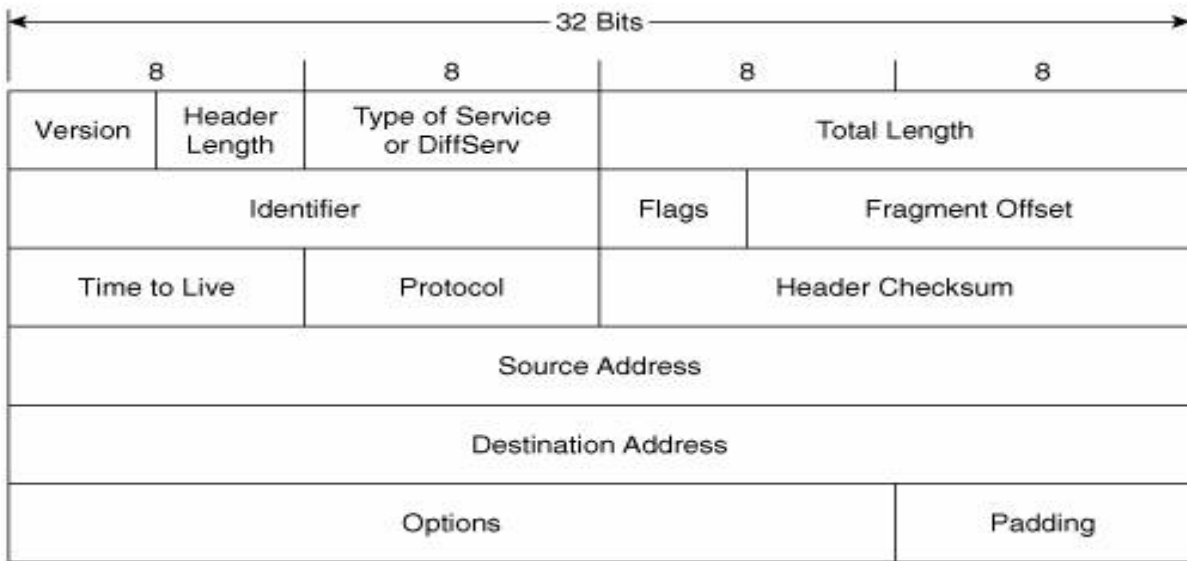 32 Bits
8 8 8 8
Version Header Length Type of Service or DiffServ Total Length
Identifier Flags Fragment Offset
Time to Live Protocol Header Checksum
Source Address
Destination Address
Options Padding